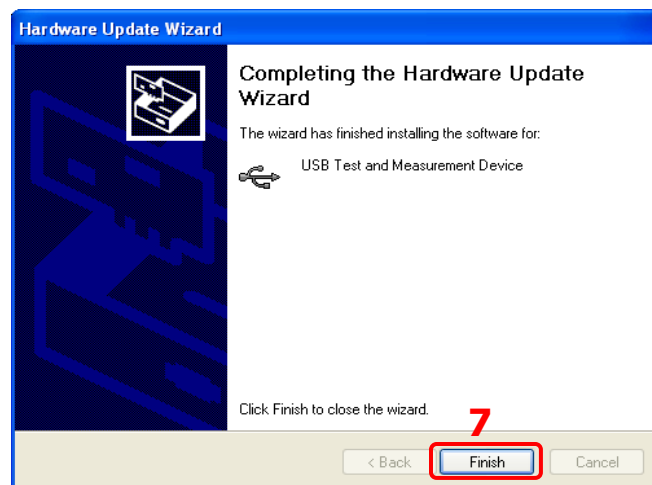 Hardware Update Wizard
Completing the Hardware Update
Wizard
The wizard has finished installing the software for:
USB Test and Measurement Device
Click Finish to close the wizard.
7
< Back
Finish
Cancel